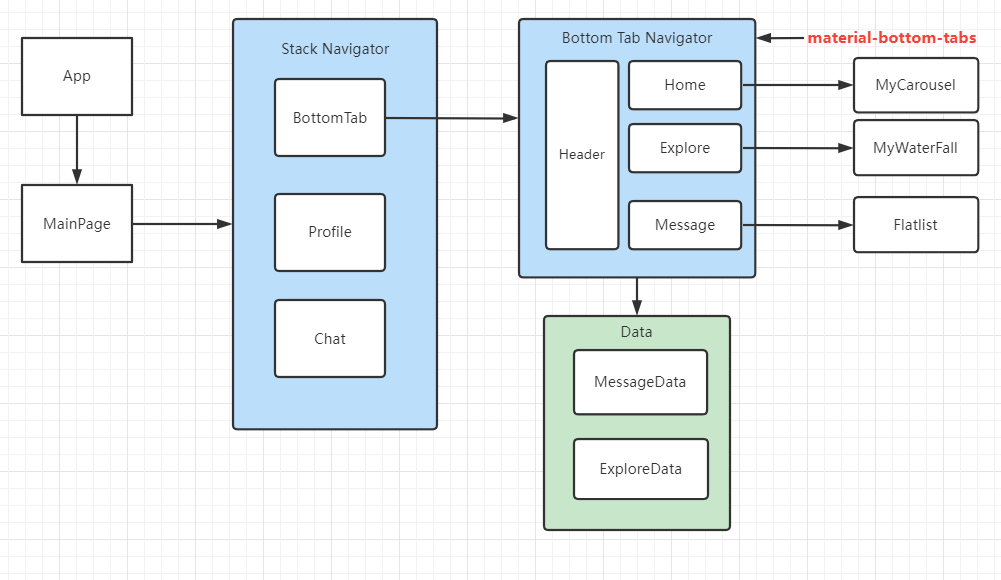 App
MainPage
Stack Navigator
BottomTab
Profile
Chat
Bottom Tab Navigator
Header
Home
Explore
Message
material-bottom-tabs
MyCarousel
MyWaterFall
Flatlist
Data
MessageData
ExploreData